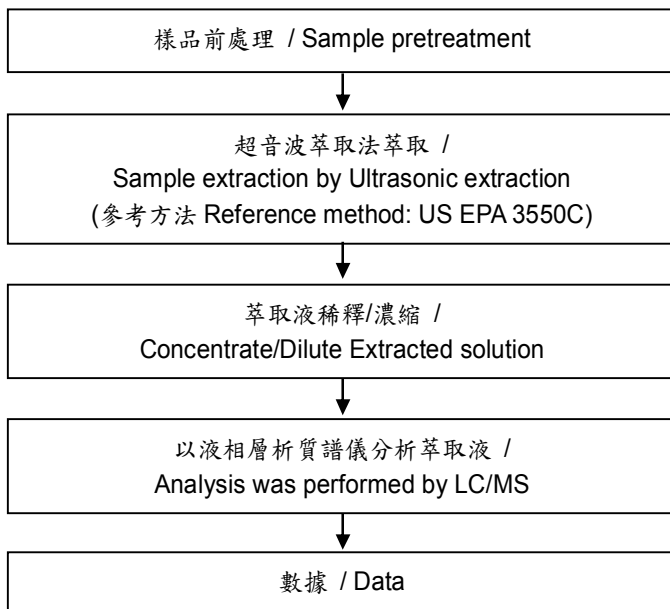 樣品前處理 / Sample pretreatment
超音波萃取法萃取 /
Sample extraction by Ultrasonic extraction
(參考方法 Reference method: US EPA 3550C)
萃取液稀釋/濃縮 /
Concentrate/Dilute Extracted solution
以液相層析質譜儀分析萃取液 /
Analysis was performed by LC/MS
數據 / Data